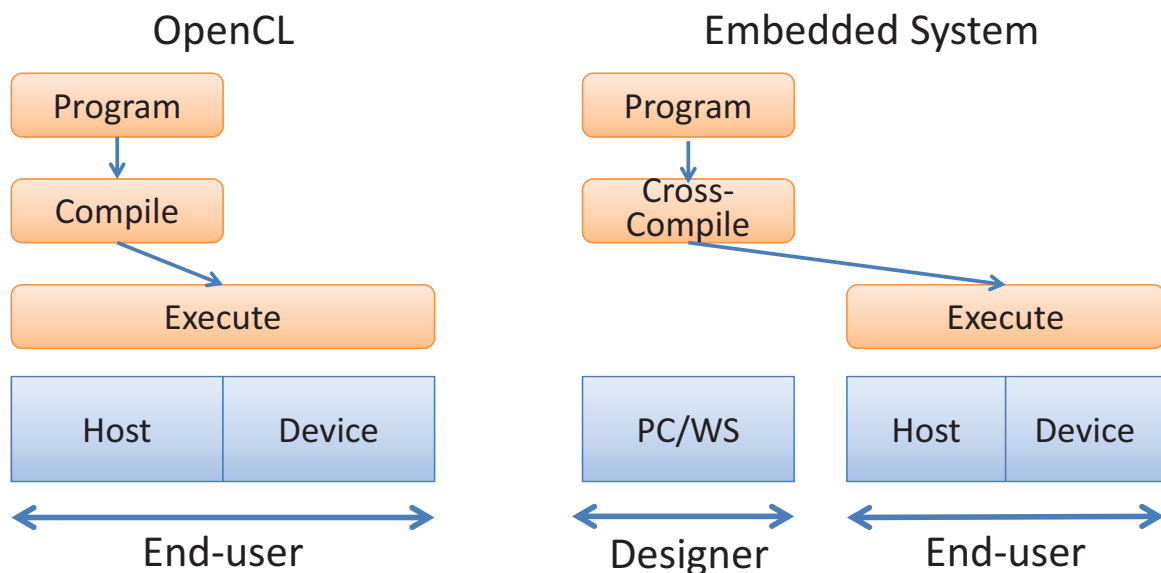 OpenCL
Program
Compile
Execute
Host
Device
End-user
Embedded System
Program
Cross-
Compile
Execute
PC/WS
Host
Device
Designer
End-user